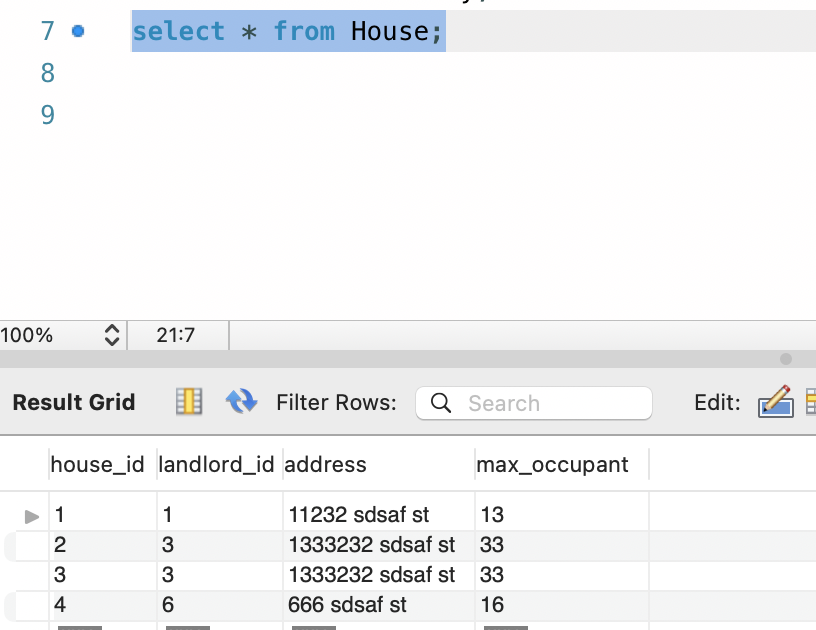 7 select * from House;
8
9
100% 21:7
Result Grid Filter Rows: Search Edit:
house_id landlord_id address max_occupant
1 1 11232 sdsaf st 13
2 3 1333232 sdsaf st 33
3 3 1333232 sdsaf st 33
4 6 666 sdsaf st 16